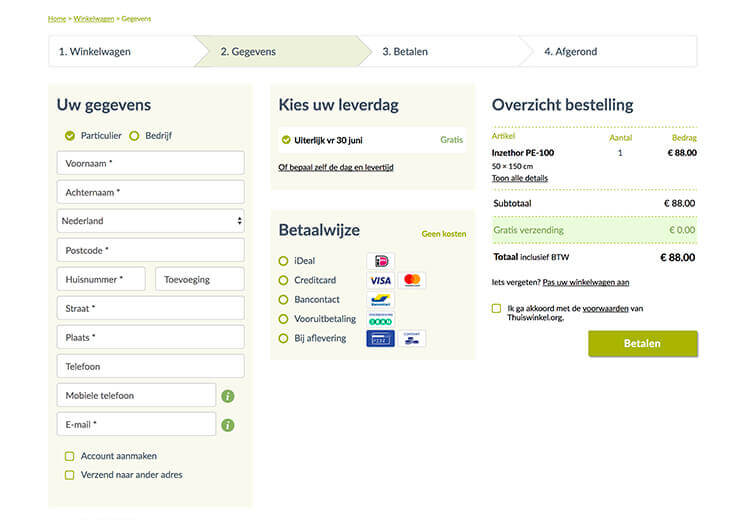 Home > Winkelwagen > Gegevens
1. Winkelwagen
2. Gegevens
3. Betalen
4. Afgerond
Uw gegevens
Particulier
Bedrijf
Voornaam *
Achternaam *
Nederland
Postcode *
Huisnummer *
Toevoeging
Straat *
Plaats *
Telefoon
Mobiele telefoon
i
E-mail *
i
Account aanmaken
Verzend naar ander adres
Kies uw leverdag
Uiterlijk vr 30 juni
Gratis
Of bepaal zelf de dag en levertijd
Betaalwijze
Geen kosten
iDeal
Creditcard
VISA
Bancontact
Vooruitbetaling
Bij aflevering
Overzicht bestelling
Artikel
Aantal
Bedrag
Inzethor PE-100
1
€ 88.00
50 × 150 cm
Toon alle details
Subtotaal
€ 88.00
Gratis verzending
€ 0.00
Totaal inclusief BTW
€ 88.00
Iets vergeten? Pas uw winkelwagen aan
Ik ga akkoord met de voorwaarden van
Thuiswinkel.org.
Betalen